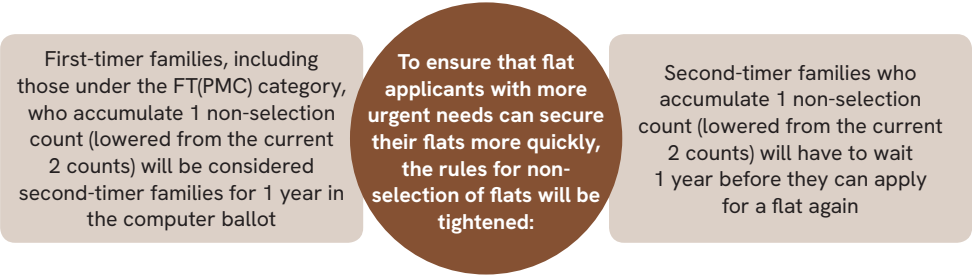 First-timer families, including
those under the FT(PMC) category,
who accumulate 1 non-selection
count (lowered from the current
2 counts) will be considered
second-timer families for 1 year in
the computer ballot
To ensure that flat
applicants with more
urgent needs can secure
their flats more quickly,
the rules for non-
selection of flats will be
tightened:
Second-timer families who
accumulate 1 non-selection
count (lowered from the current
2 counts) will have to wait
1 year before they can apply
for a flat again